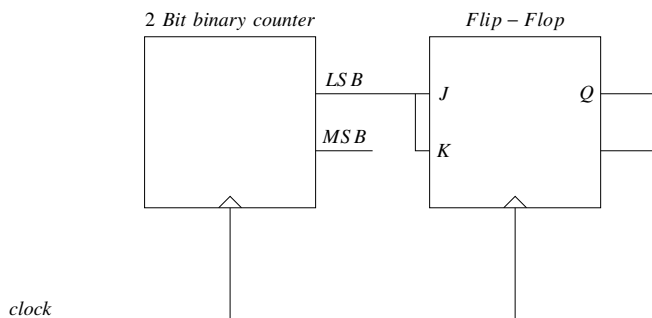 2 Bit binary counter
Flip – Flop
LSB
J
Q
MSB
K
clock